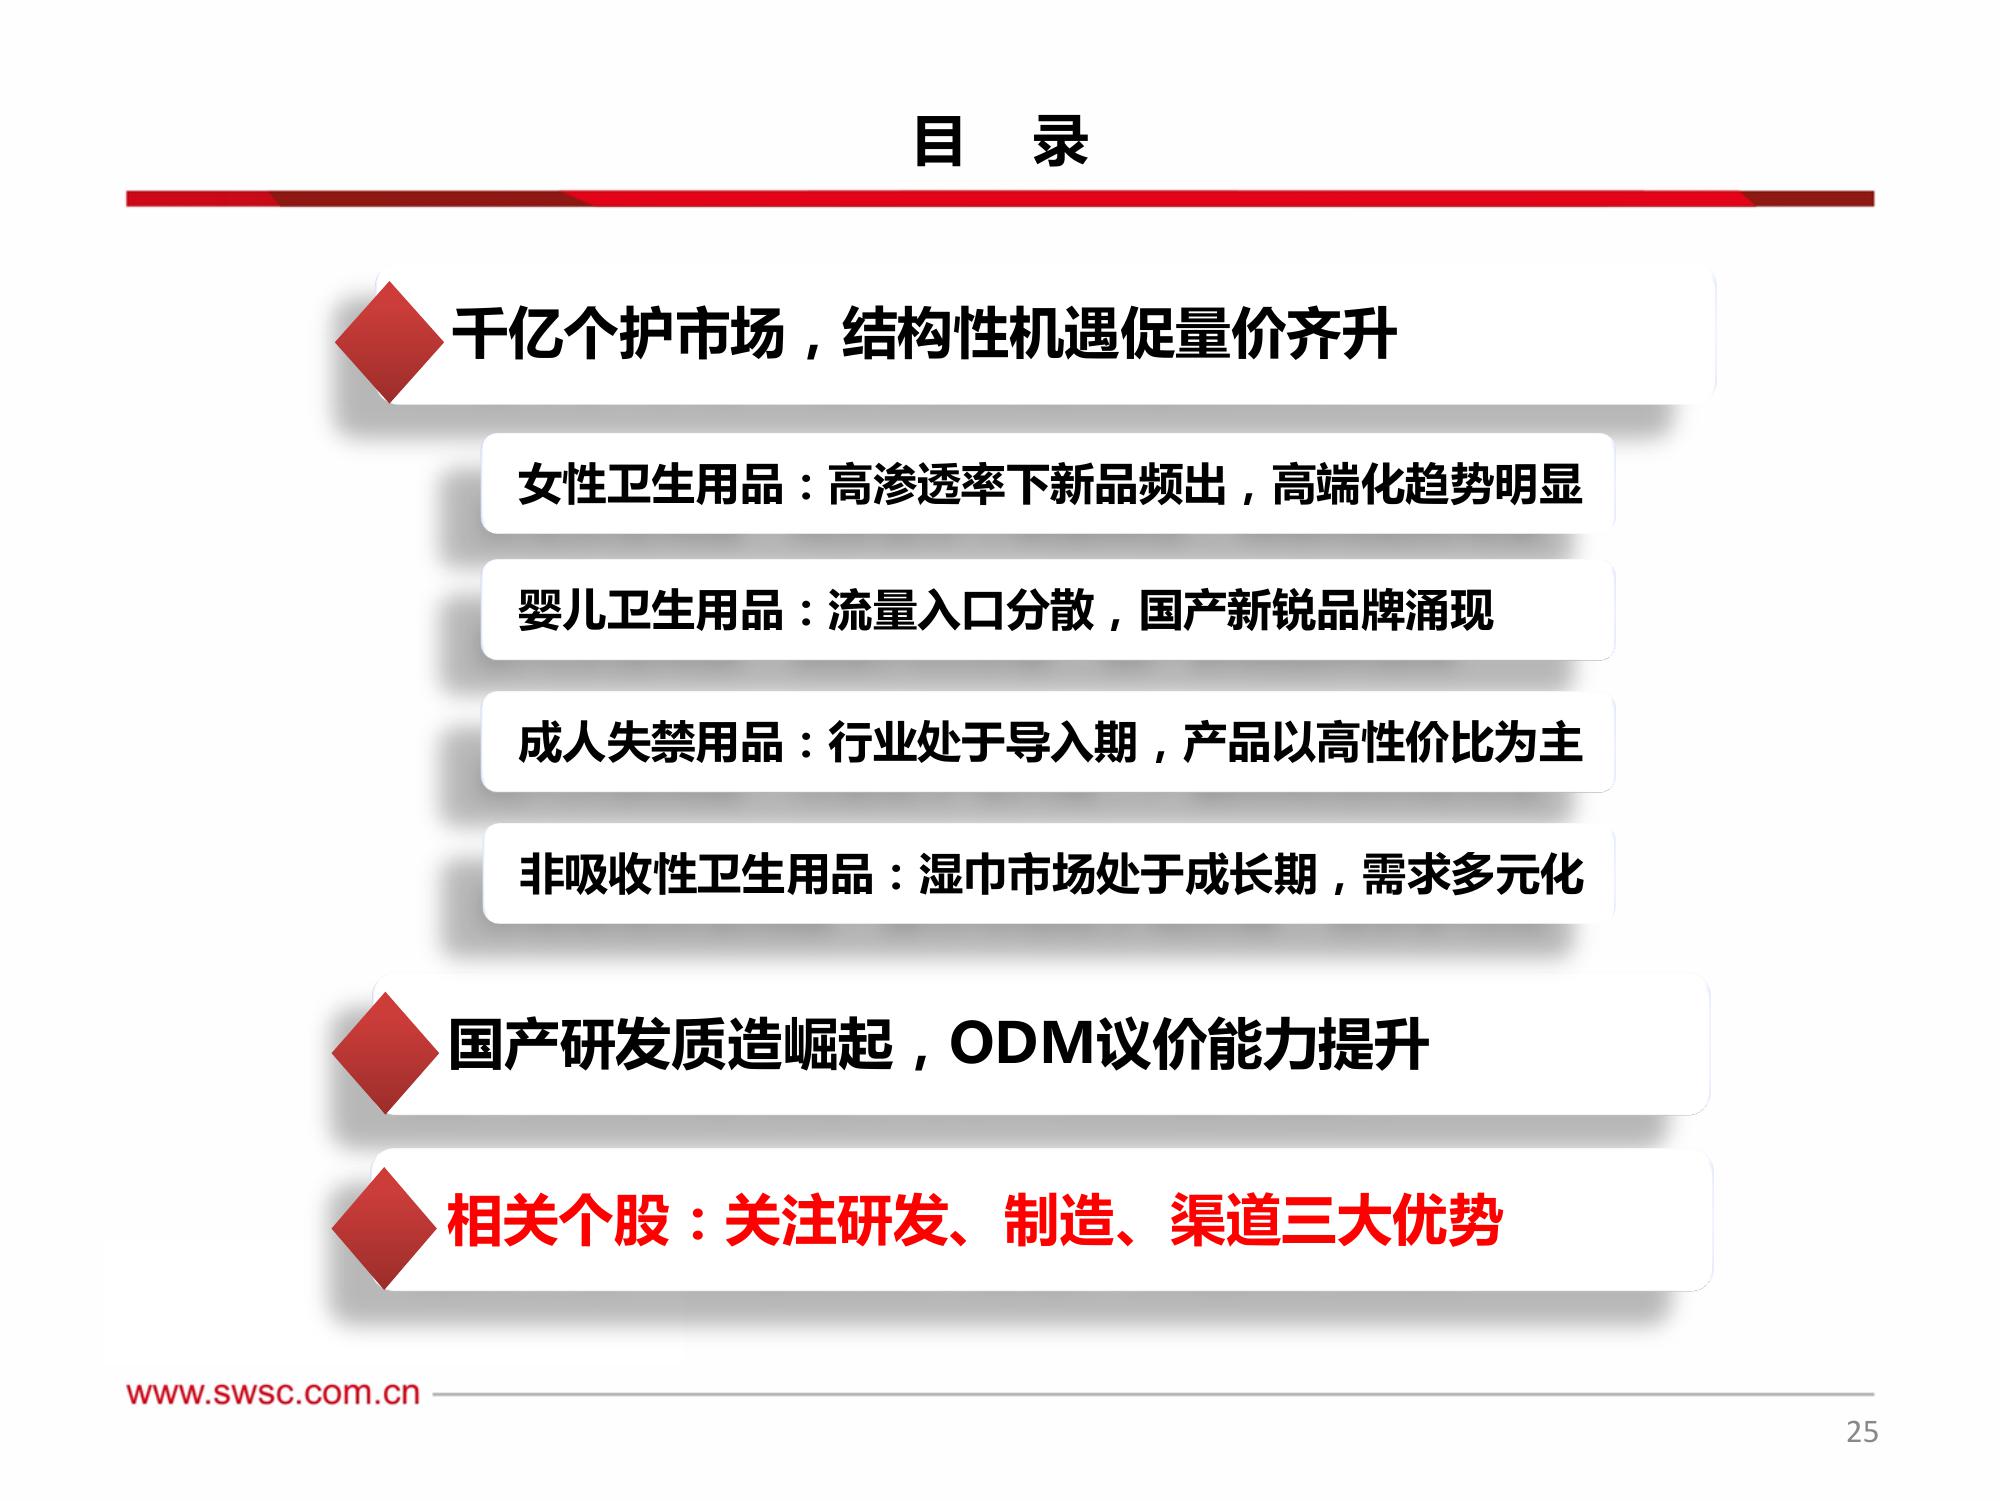 目 录
千亿个护市场，结构性机遇促量价齐升
女性卫生用品：高渗透率下新品频出，高端化趋势明显
婴儿卫生用品：流量入口分散，国产新锐品牌涌现
成人失禁用品：行业处于导入期，产品以高性价比为主
非吸收性卫生用品：湿巾市场处于成长期，需求多元化
国产研发质造崛起，ODM议价能力提升
相关个股：关注研发、制造、渠道三大优势
www.swsc.com.cn
25